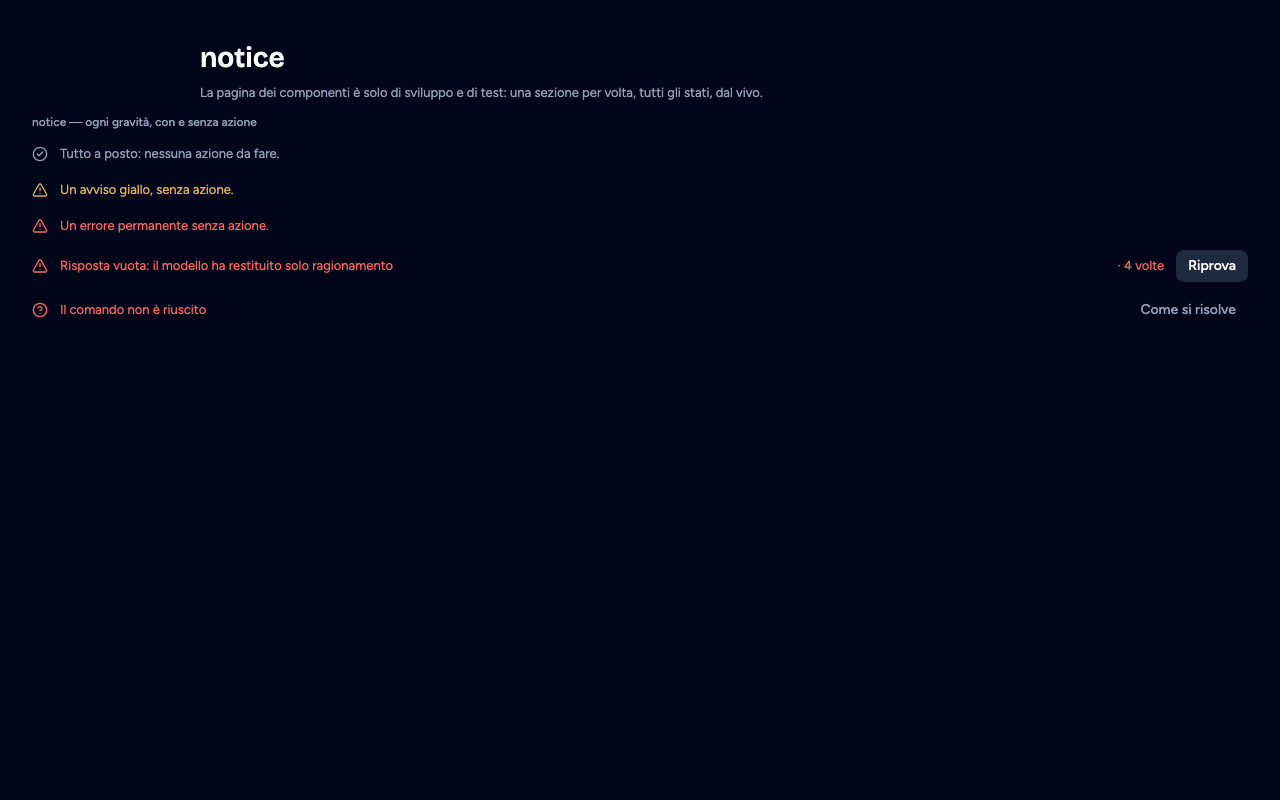 notice
La pagina dei componenti è solo di sviluppo e di test: una sezione per volta, tutti gli stati, dal vivo.
notice — ogni gravità, con e senza azione
Tutto a posto: nessuna azione da fare.
Un avviso giallo, senza azione.
Un errore permanente senza azione.
Risposta vuota: il modello ha restituito solo ragionamento · 4 volte Riprova
Il comando non è riuscito Come si risolve